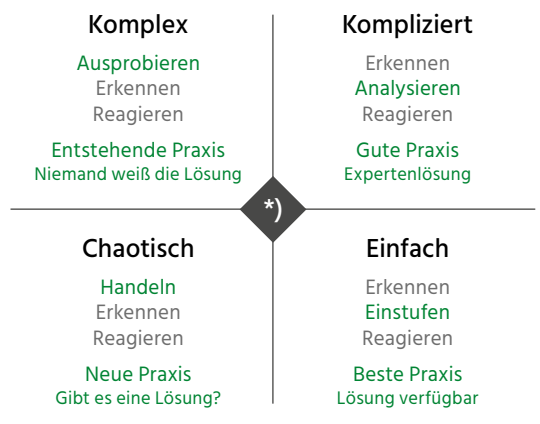 Komplex
Ausprobieren
Erkennen
Reagieren
Entstehende Praxis
Niemand weiß die Lösung
Kompliziert
Erkennen
Analysieren
Reagieren
Gute Praxis
Expertenlösung
*)
Chaotisch
Handeln
Erkennen
Reagieren
Neue Praxis
Gibt es eine Lösung?
Einfach
Erkennen
Einstufen
Reagieren
Beste Praxis
Lösung verfügbar